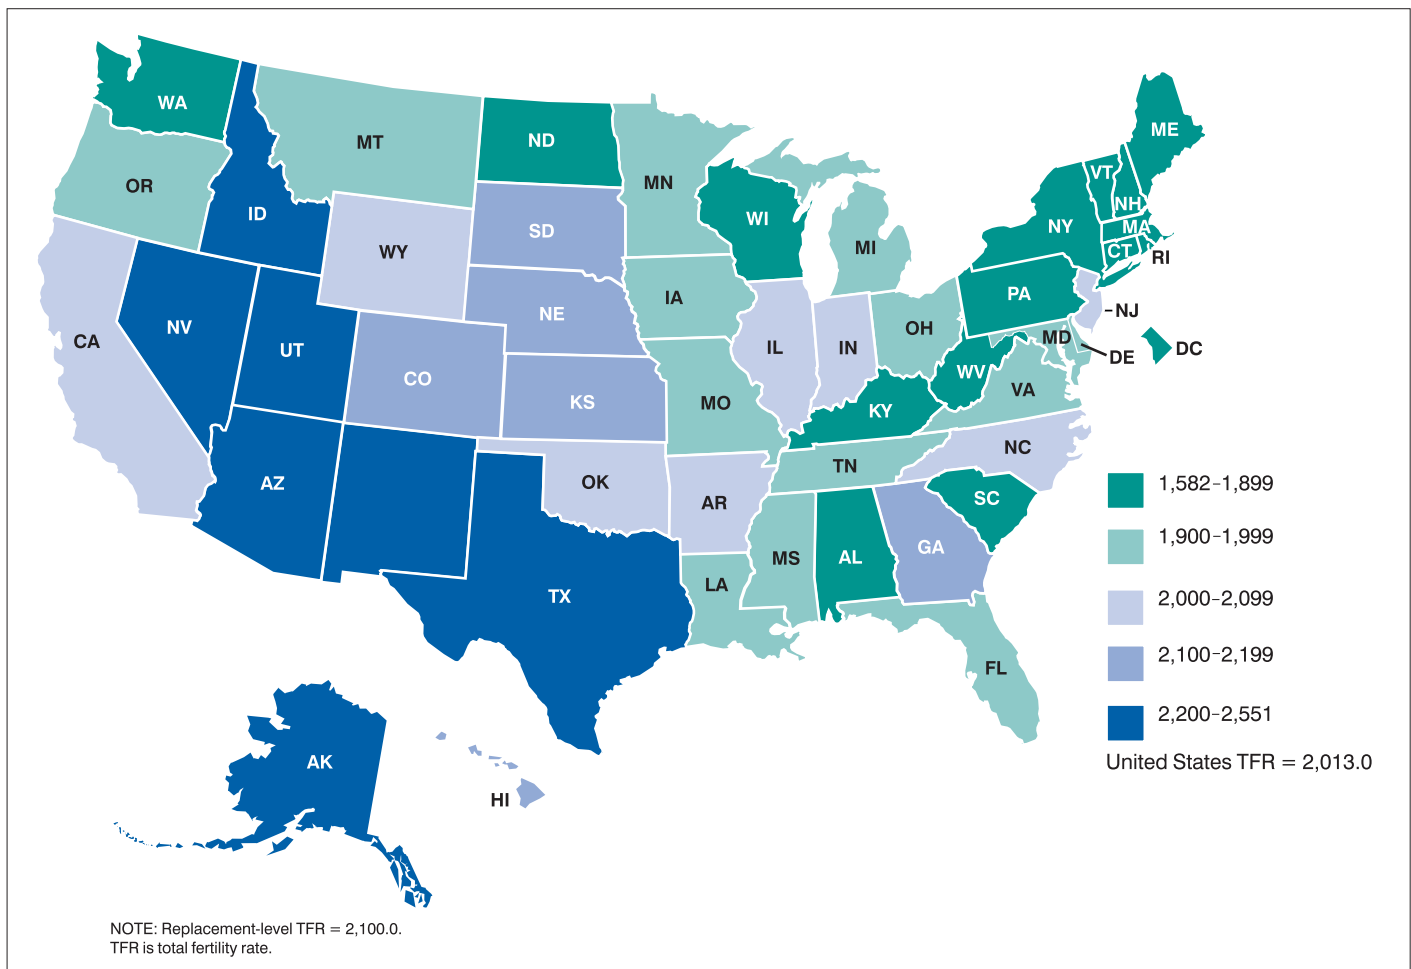 WA
ME
MT
ND
VT
MN
OR
NH
ID
WI
NY
MA
SD
MI
WY
CT
RI
PA
IA
NE
NJ
NV
OH
MD
CA
IL
IN
UT
DE
DC
WV
CO
VA
KS
MO
KY
NC
TN
OK
AZ
1,582–1,899
SC
AR
1,900–1,999
GA
MS
AL
LA
TX
2,000–2,099
2,100–2,199
FL
2,200–2,551
AK
United States TFR = 2,013.0
HI
NOTE: Replacement-level TFR = 2,100.0.
TFR is total fertility rate.